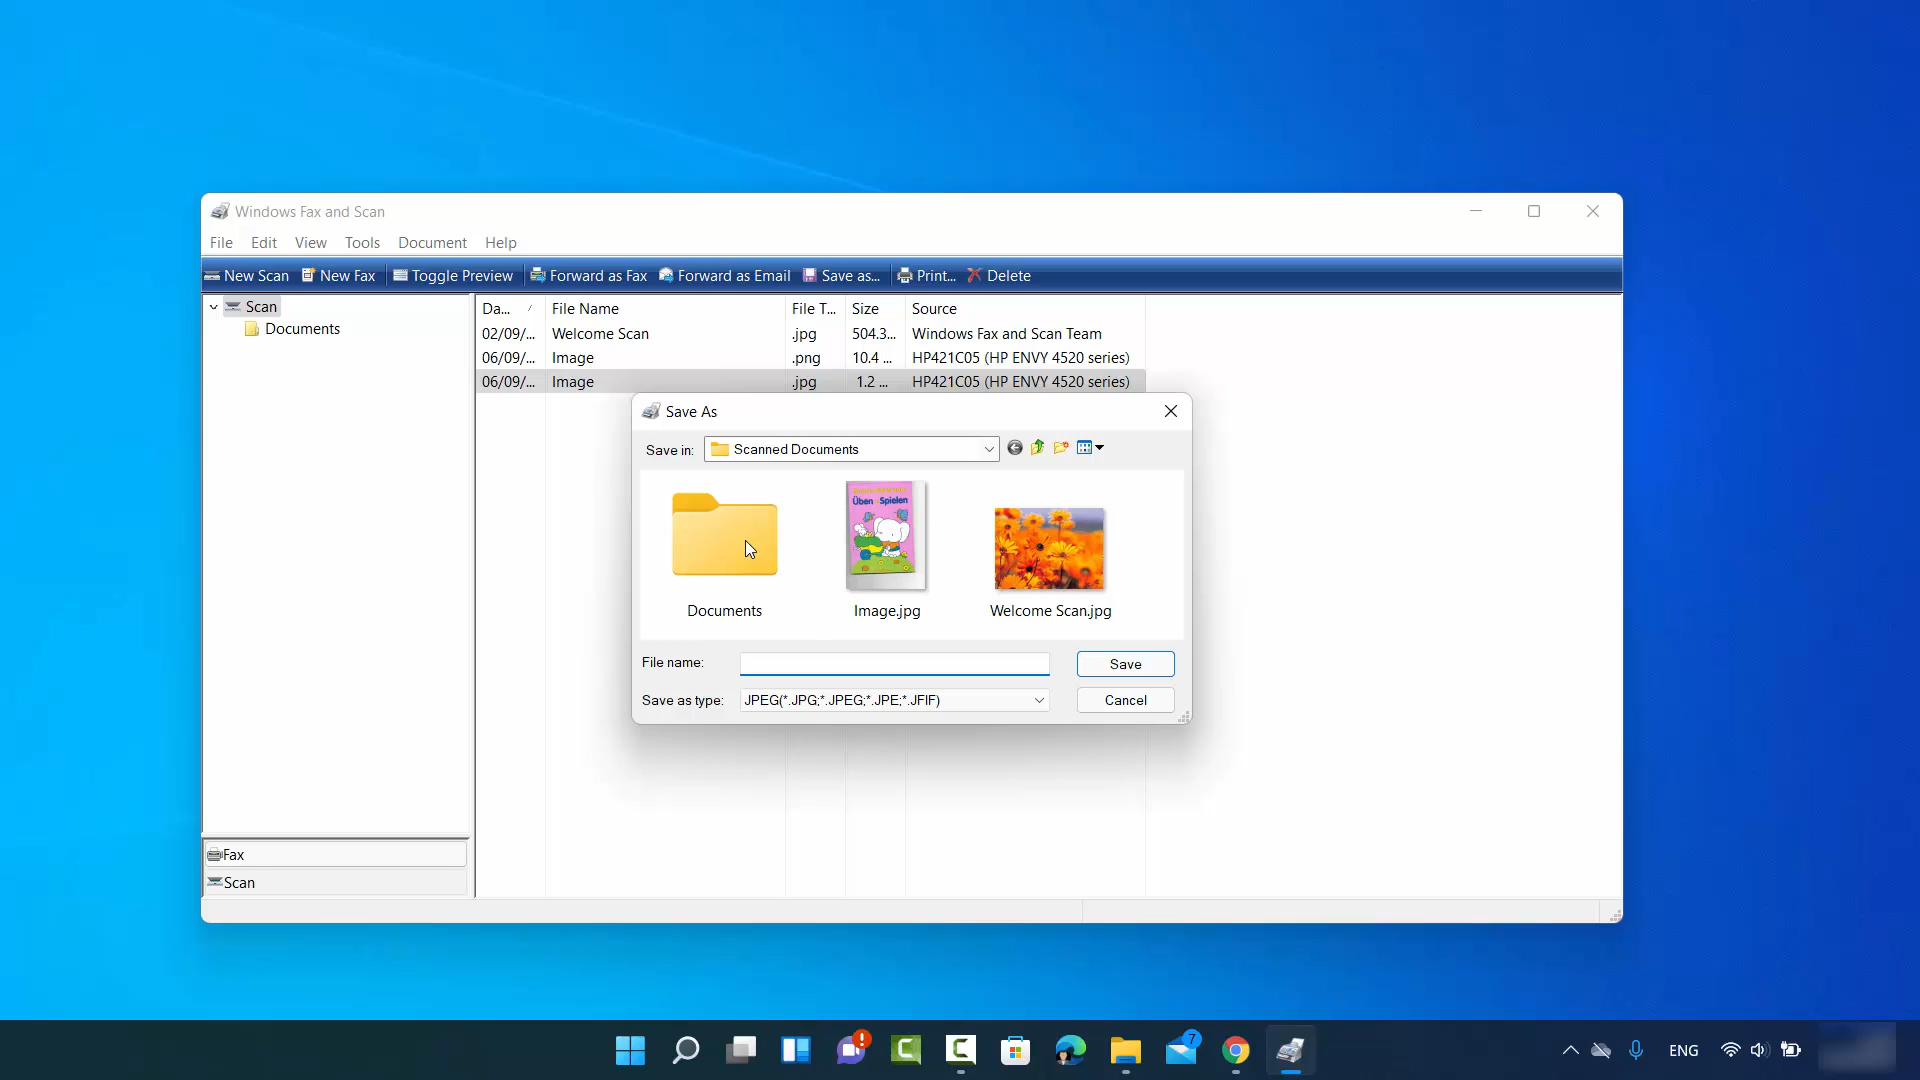 Windows Fax and Scan
File Edit View Tools Document Help
New Scan New Fax Toggle Preview Forward as Fax Forward as Email Save as... Print... Delete
Scan
Documents
Da... File Name File T... Size Source
02/09/... Welcome Scan .jpg 504.3... Windows Fax and Scan Team
06/09/... Image .png 10.4 ... HP421C05 (HP ENVY 4520 series)
06/09/... Image .jpg 1.2 ... HP421C05 (HP ENVY 4520 series)
Save As
Save in: Scanned Documents
Üben Spielen
Documents Image.jpg Welcome Scan.jpg
File name: Save
Save as type: JPEG(*.JPG;*.JPEG;*.JPE;*.JFIF) Cancel
Fax
Scan
! 7 ENG